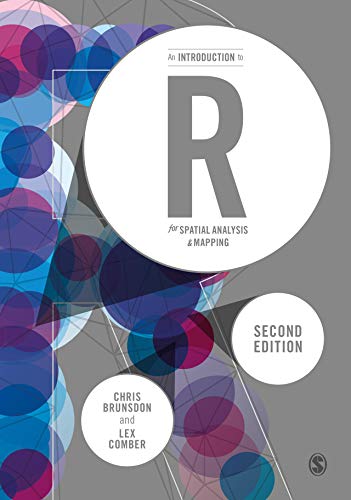 An INTRODUCTION to
R
for SPATIAL ANALYSIS
& MAPPING
SECOND
EDITION
CHRIS
BRUNSDON
and
LEX
COMBER
S